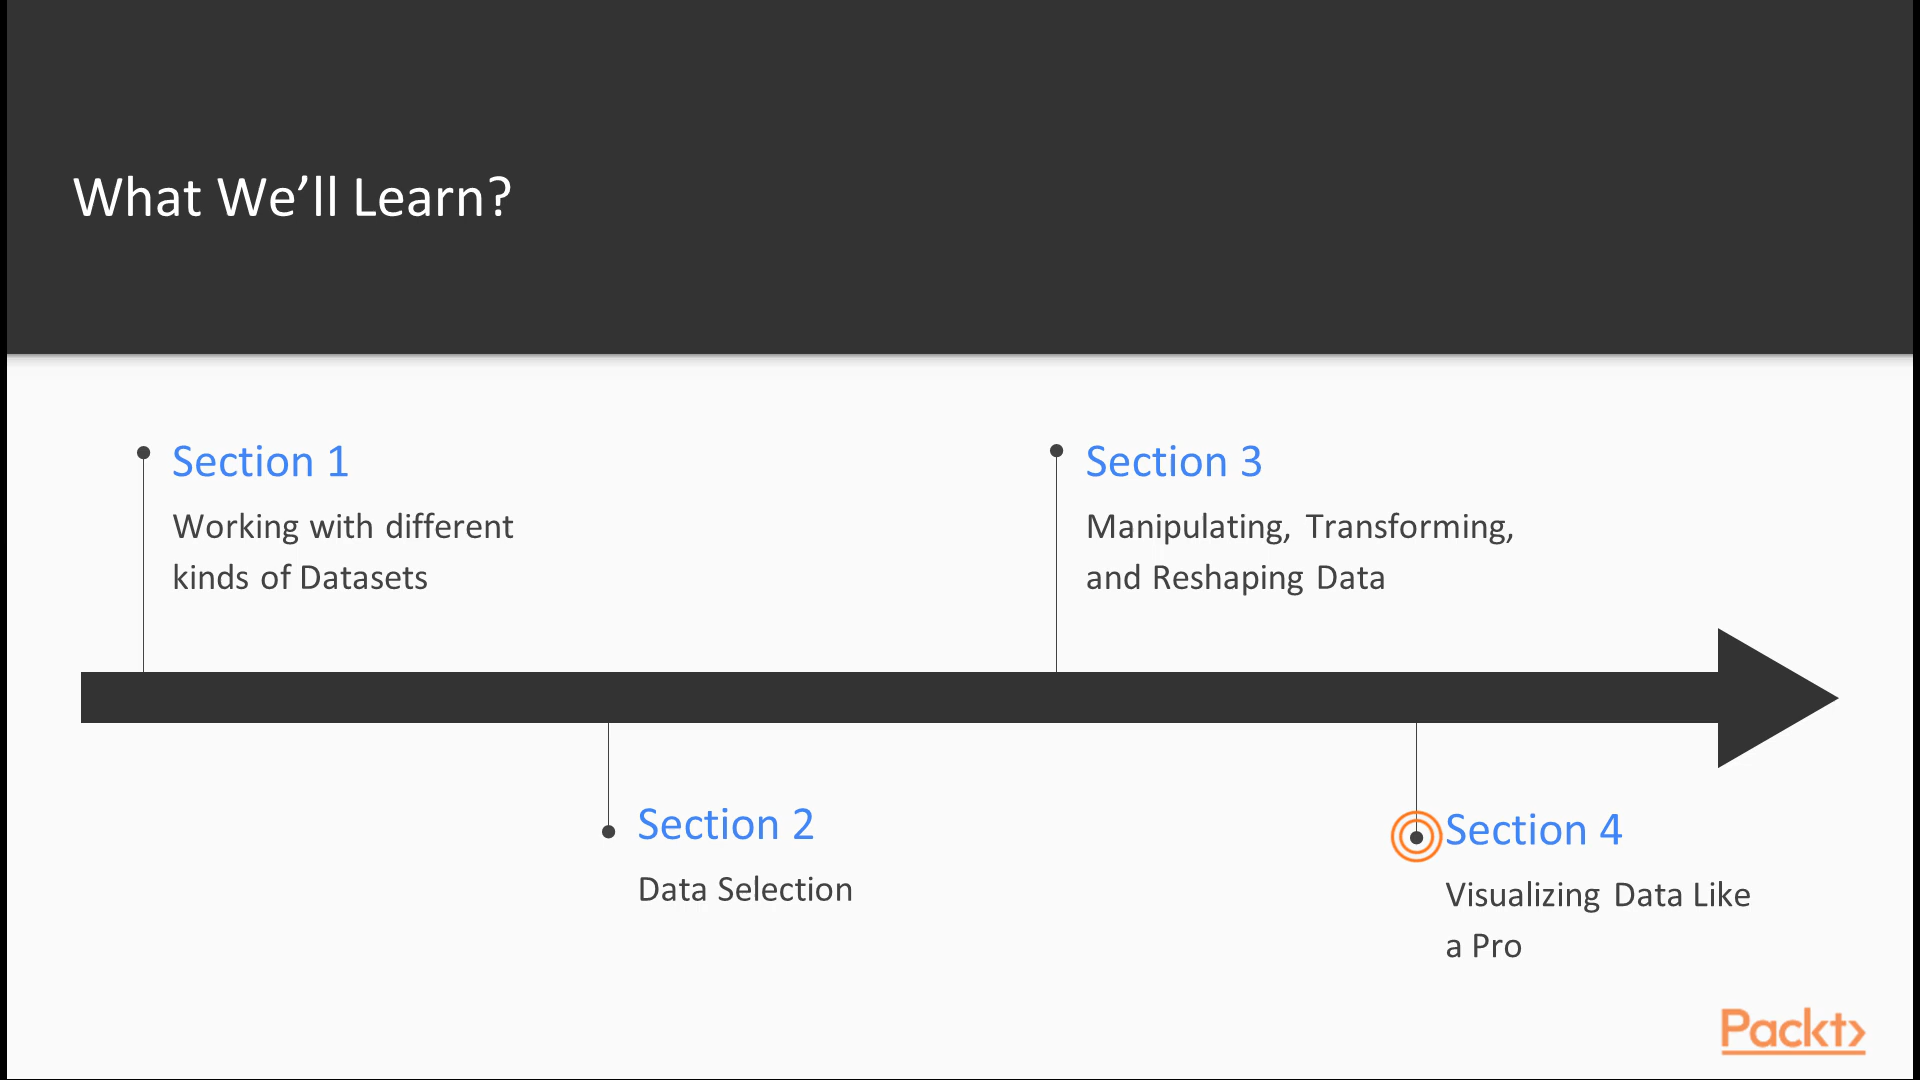 What We’ll Learn?
Section 1
Working with different
kinds of Datasets
Section 3
Manipulating, Transforming,
and Reshaping Data
Section 2
Data Selection
Section 4
Visualizing Data Like
a Pro
Packt>